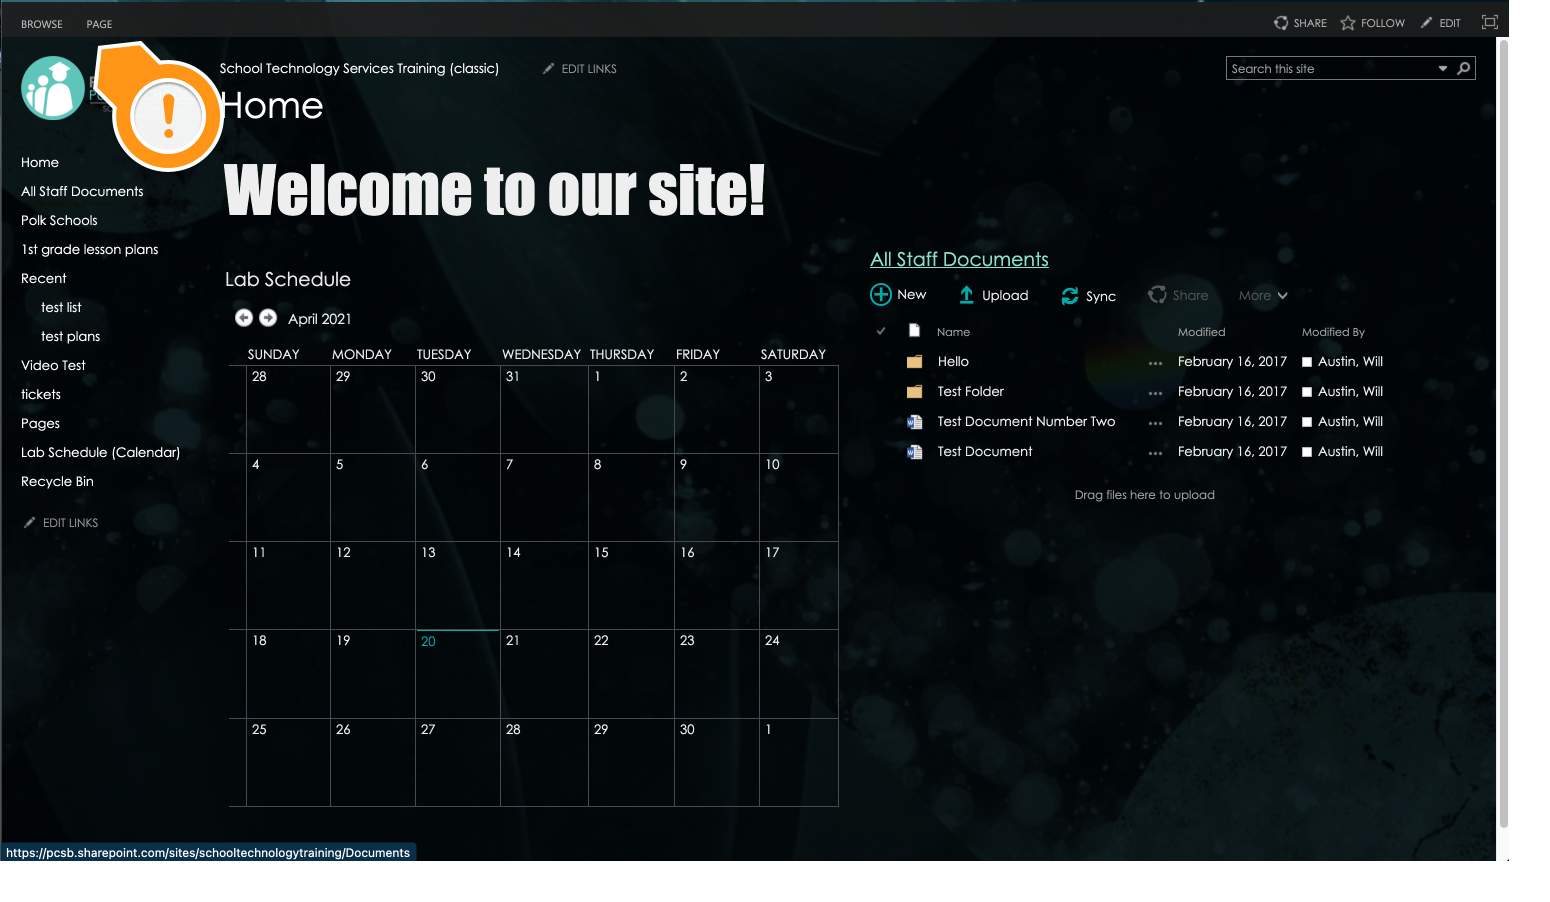 BROWSE PAGE SHARE FOLLOW EDIT
School Technology Services Training (classic) EDIT LINKS Search this site
Home
Welcome to our site!
Home
All Staff Documents
Polk Schools
1st grade lesson plans
Recent
test list
test plans
Video Test
tickets
Pages
Lab Schedule (Calendar)
Recycle Bin
EDIT LINKS
Lab Schedule
April 2021
SUNDAY MONDAY TUESDAY WEDNESDAY THURSDAY FRIDAY SATURDAY
28 29 30 31 1 2 3
4 5 6 7 8 9 10
11 12 13 14 15 16 17
18 19 20 21 22 23 24
25 26 27 28 29 30 1
All Staff Documents
New Upload Sync Share More
Name Modified Modified By
Hello ... February 16, 2017 Austin, Will
Test Folder ... February 16, 2017 Austin, Will
Test Document Number Two ... February 16, 2017 Austin, Will
Test Document ... February 16, 2017 Austin, Will
Drag files here to upload
https://pcsb.sharepoint.com/sites/schooltechnologytraining/Documents